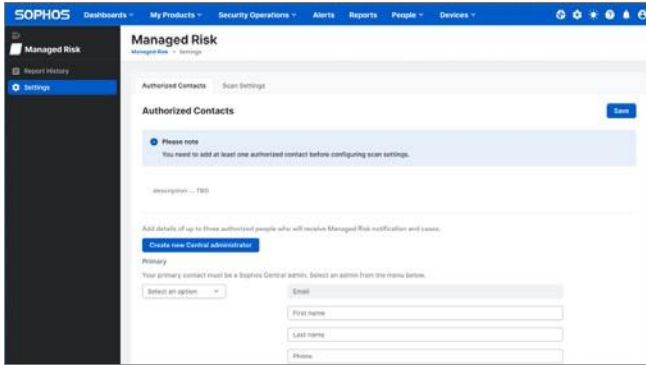 SOPHOS Dashboards My Products Security Operations Alerts Reports People Devices
Managed Risk
Managed Risk • Settings
Managed Risk
Report History
Settings
Authorized Contacts Scan Settings
Authorized Contacts
Save
Please note
You need to add at least one authorized contact before configuring scan settings.
description ... TBD
Add details of up to three authorized people who will receive Managed Risk notification and cases.
Create new Central administrator
Primary
Your primary contact must be a Sophos Central admin. Select an admin from the menu below.
Select an option
Email
First name
Last name
Phone